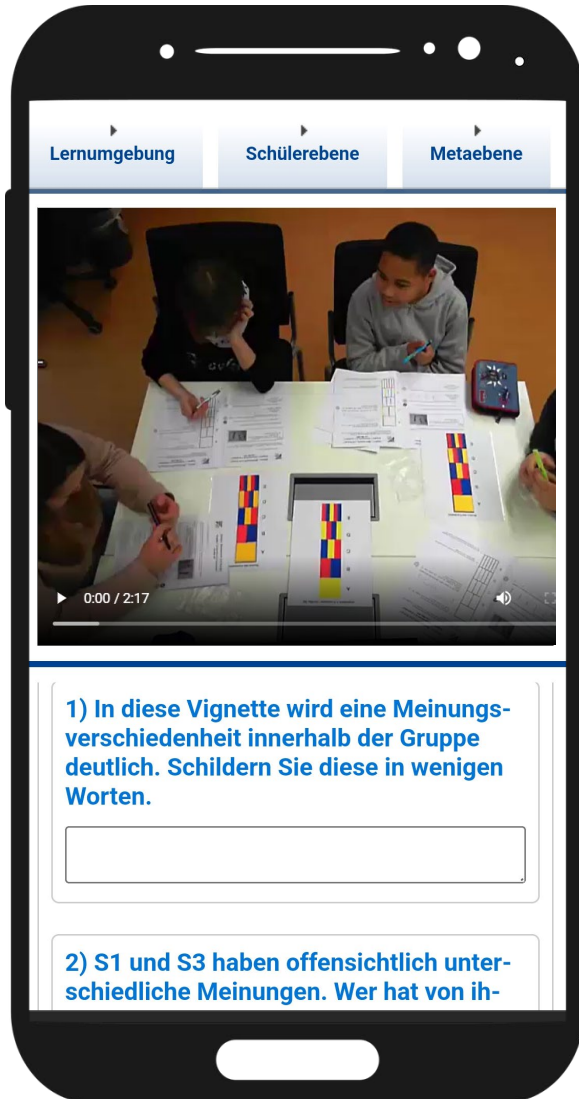 Lernumgebung
Schülerebene
Metaebene
0:00 / 2:17
1) In diese Vignette wird eine Meinungs-
verschiedenheit innerhalb der Gruppe
deutlich. Schildern Sie diese in wenigen
Worten.
2) S1 und S3 haben offensichtlich unter-
schiedliche Meinungen. Wer hat von ih-